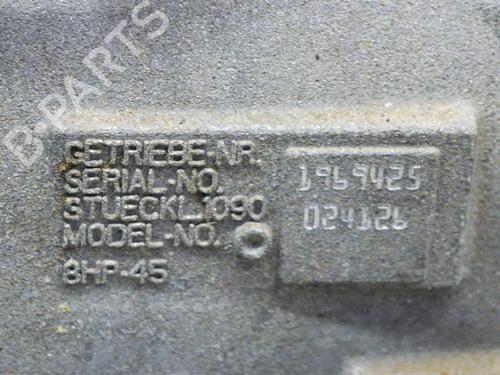 B-PARTS
GETRIEBE-NR.
SERIAL-NO. 1969425
STUECKL.1090 024126
MODEL-NO.
8HP-45